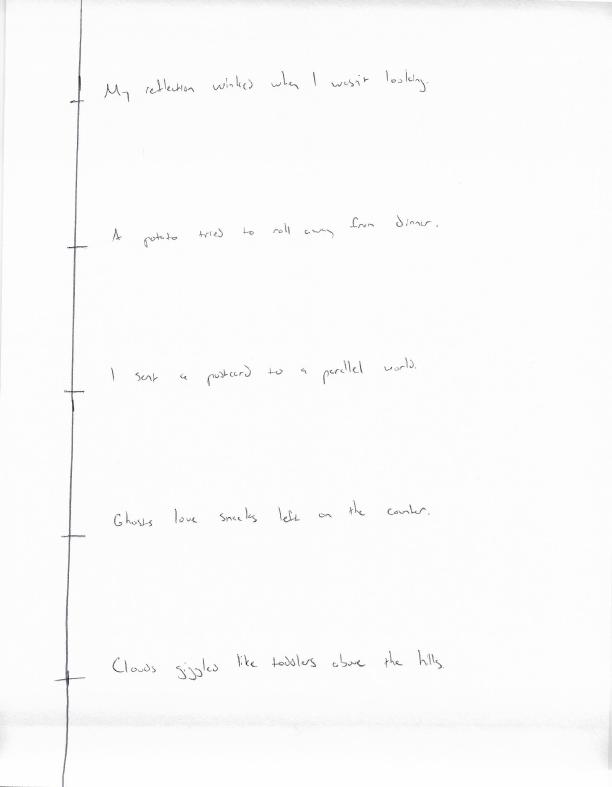 My reflection winked when I wasn't looking.
A potato tried to roll away from dinner.
I sent a postcard to a parallel world.
Ghosts love snacks left on the counter.
Clouds giggled like toddlers above the hills.